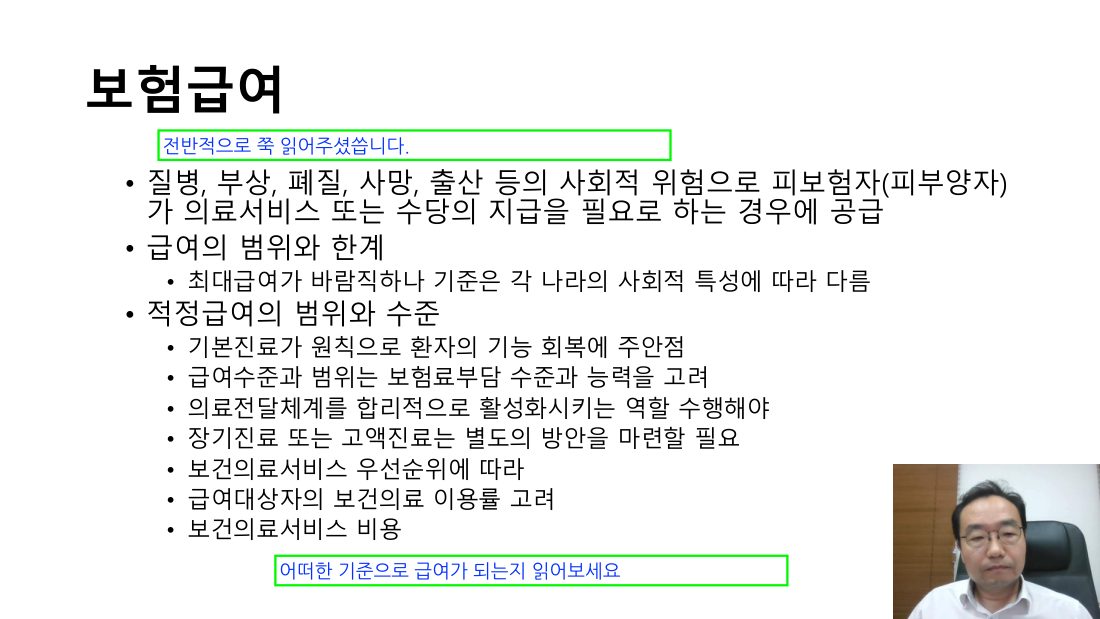 보험급여
전반적으로 쭉 읽어주셨씁니다.
• 질병, 부상, 폐질, 사망, 출산 등의 사회적 위험으로 피보험자(피부양자)
가 의료서비스 또는 수당의 지급을 필요로 하는 경우에 공급
• 급여의 범위와 한계
• 최대급여가 바람직하나 기준은 각 나라의 사회적 특성에 따라 다름
• 적정급여의 범위와 수준
• 기본진료가 원칙으로 환자의 기능 회복에 주안점
• 급여수준과 범위는 보험료부담 수준과 능력을 고려
• 의료전달체계를 합리적으로 활성화시키는 역할 수행해야
• 장기진료 또는 고액진료는 별도의 방안을 마련할 필요
• 보건의료서비스 우선순위에 따라
• 급여대상자의 보건의료 이용률 고려
• 보건의료서비스 비용
어떠한 기준으로 급여가 되는지 읽어보세요